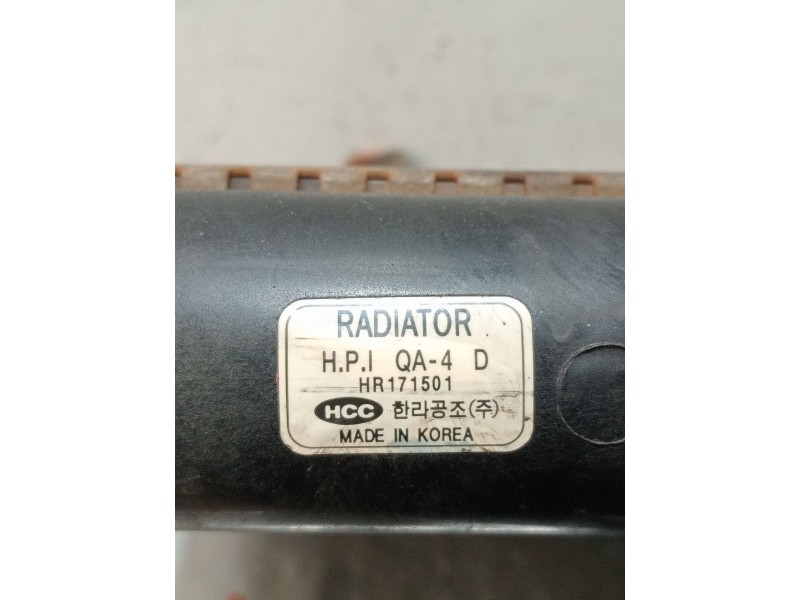 RADIATOR
H.P.I QA-4 D
HR171501
HCC 한라공조(주)
MADE IN KOREA